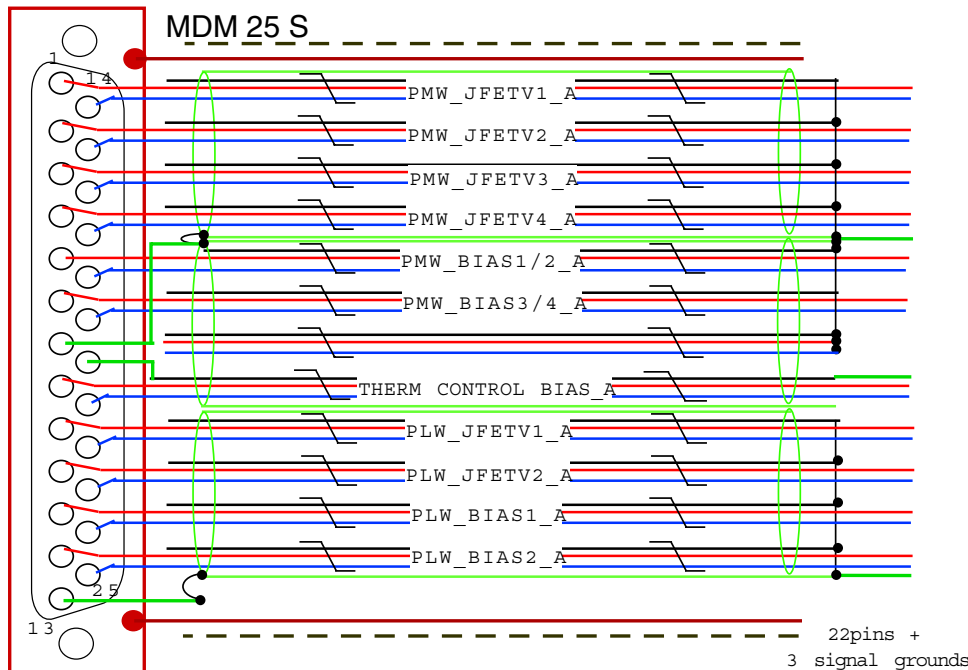 MDM 25 S
1
14
PMW_JFETV1_A
PMW_JFETV2_A
PMW_JFETV3_A
PMW_JFETV4_A
PMW_BIAS1/2_A
PMW_BIAS3/4_A
THERM CONTROL BIAS_A
PLW_JFETV1_A
PLW_JFETV2_A
PLW_BIAS1_A
PLW_BIAS2_A
25
13
22pins +
3 signal grounds